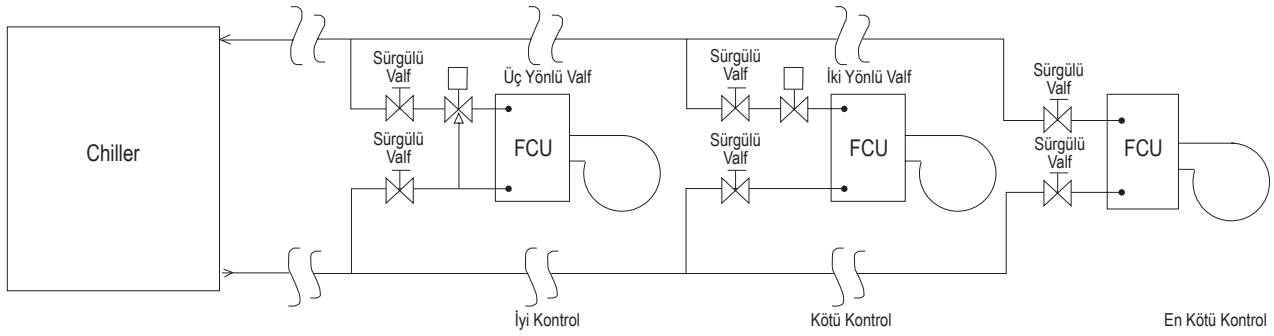 Chiller
Sürgülü
Valf
Üç Yönlü Valf
Sürgülü
Valf
FCU
Sürgülü
Valf
İki Yönlü Valf
Sürgülü
Valf
FCU
Sürgülü
Valf
Sürgülü
Valf
FCU
İyi Kontrol
Kötü Kontrol
En Kötü Kontrol